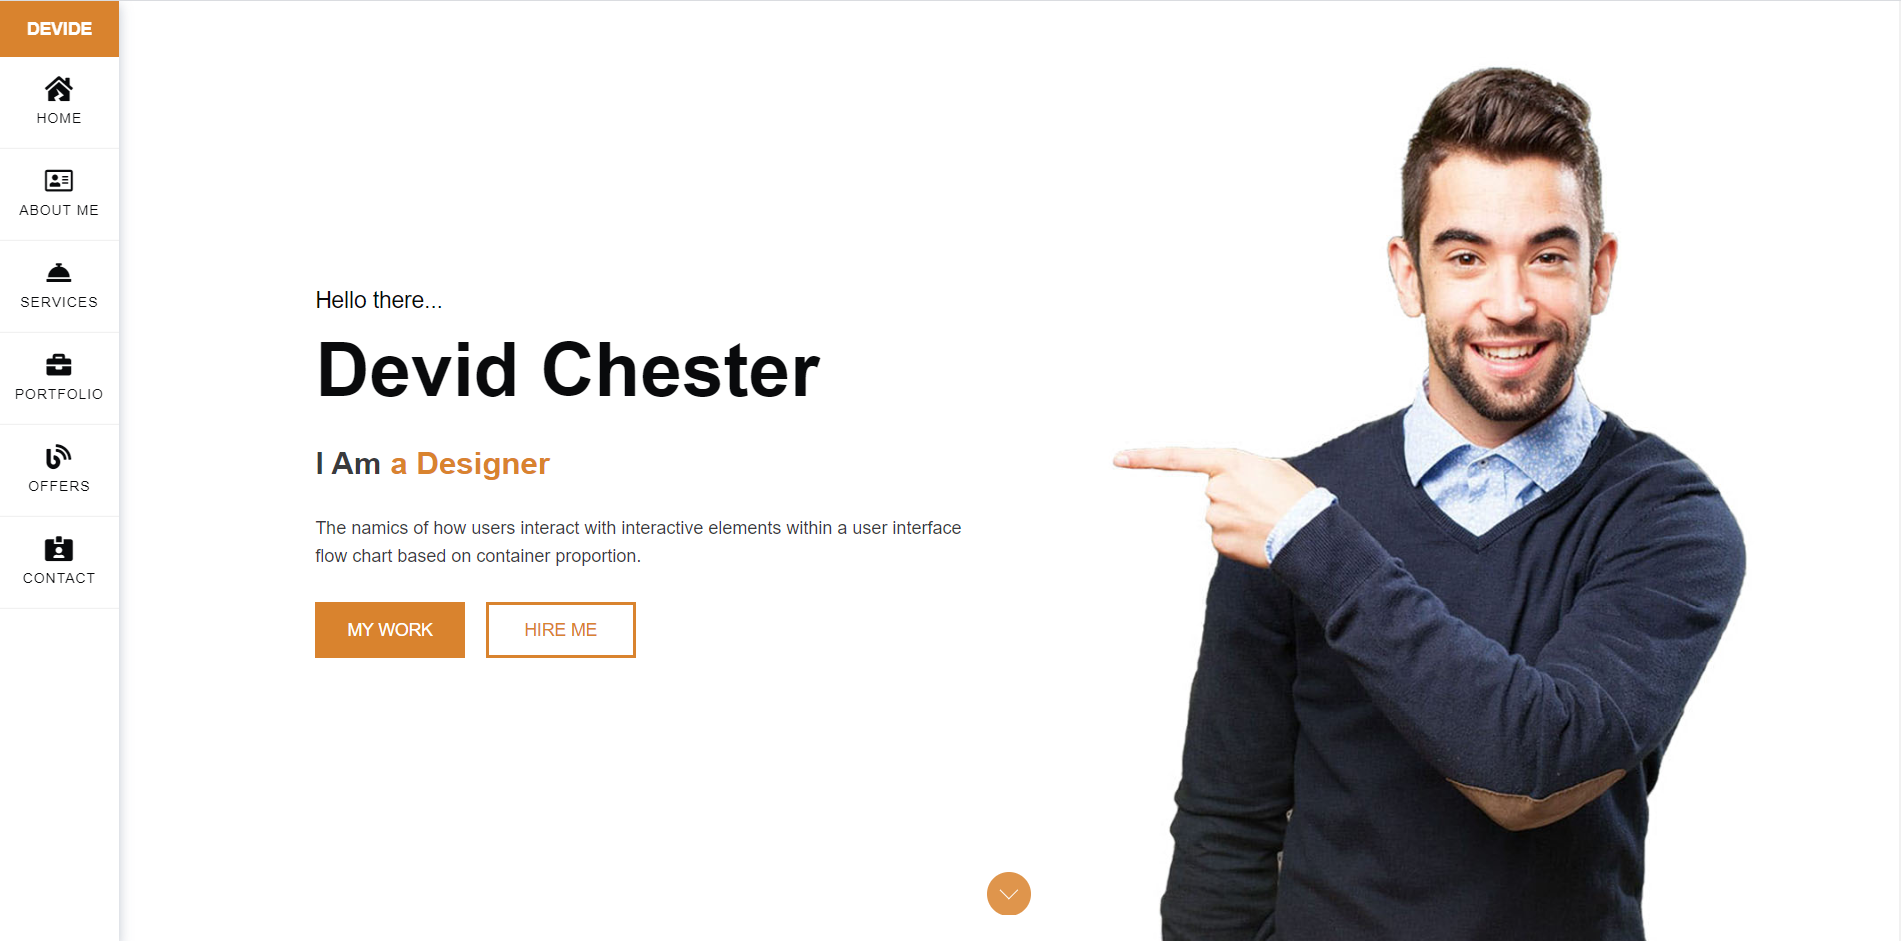 DEVIDE
HOME
ABOUT ME
SERVICES
PORTFOLIO
OFFERS
CONTACT
Hello there...
Devid Chester
I Am a Designer
The namics of how users interact with interactive elements within a user interface
flow chart based on container proportion.
MY WORK
HIRE ME